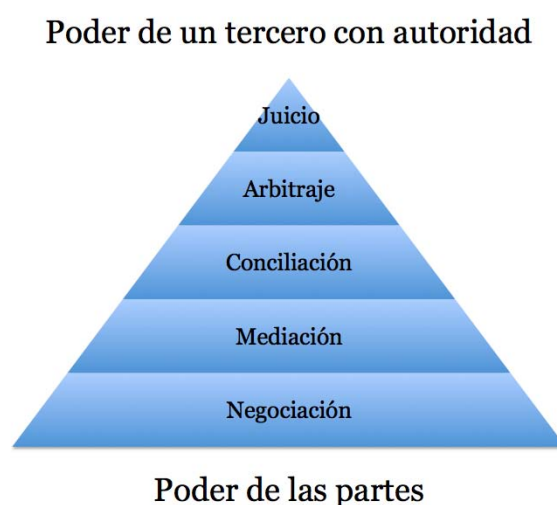 Poder de un tercero con autoridad
Juicio
Arbitraje
Conciliación
Mediación
Negociación
Poder de las partes